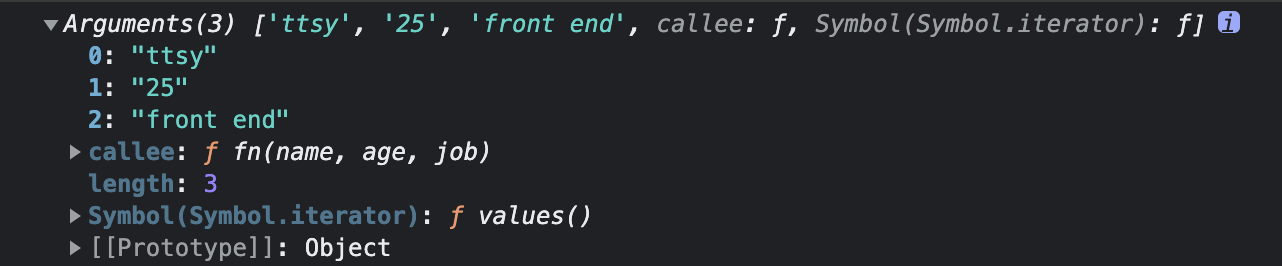 ▼Arguments(3) ['ttsy', '25', 'front end', callee: ƒ, Symbol(Symbol.iterator): ƒ] i
0: "ttsy"
1: "25"
2: "front end"
▶ callee: ƒ fn(name, age, job)
length: 3
▶ Symbol(Symbol.iterator): ƒ values()
▶ [[Prototype]]: Object